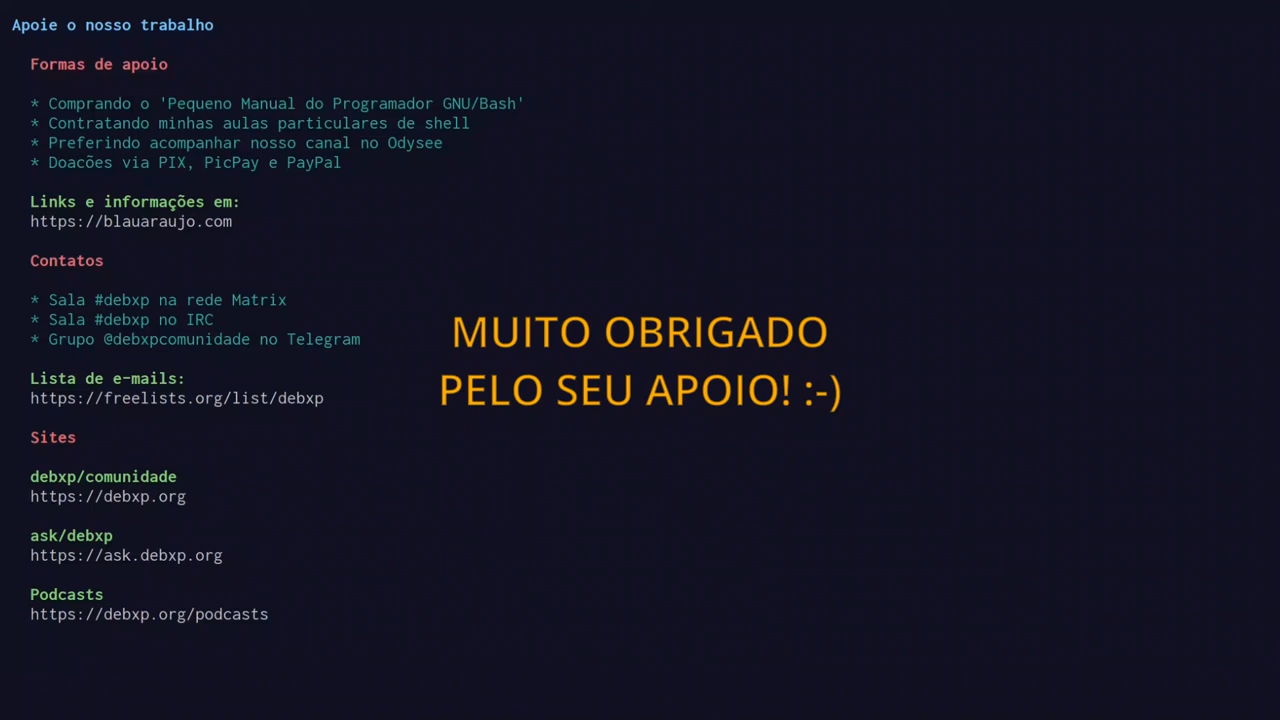 Apoie o nosso trabalho
Formas de apoio
* Comprando o 'Pequeno Manual do Programador GNU/Bash'
* Contratando minhas aulas particulares de shell
* Preferindo acompanhar nosso canal no Odysee
* Doacões via PIX, PicPay e PayPal
Links e informações em:
https://blauaraujo.com
Contatos
* Sala #debxp na rede Matrix
* Sala #debxp no IRC
* Grupo @debxpcomunidade no Telegram
Lista de e-mails:
https://freelists.org/list/debxp
Sites
debxp/comunidade
https://debxp.org
ask/debxp
https://ask.debxp.org
Podcasts
https://debxp.org/podcasts
MUITO OBRIGADO
PELO SEU APOIO! :-)